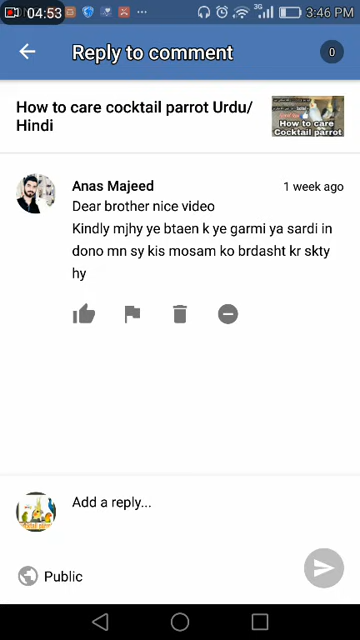 04:53
3G
3:46 PM
Reply to comment
0
How to care cocktail parrot Urdu/
Hindi
How to care
Cocktail parrot
Anas Majeed
1 week ago
Dear brother nice video
Kindly mjhy ye btaen k ye garmi ya sardi in
dono mn sy kis mosam ko brdasht kr skty
hy
Add a reply...
Public